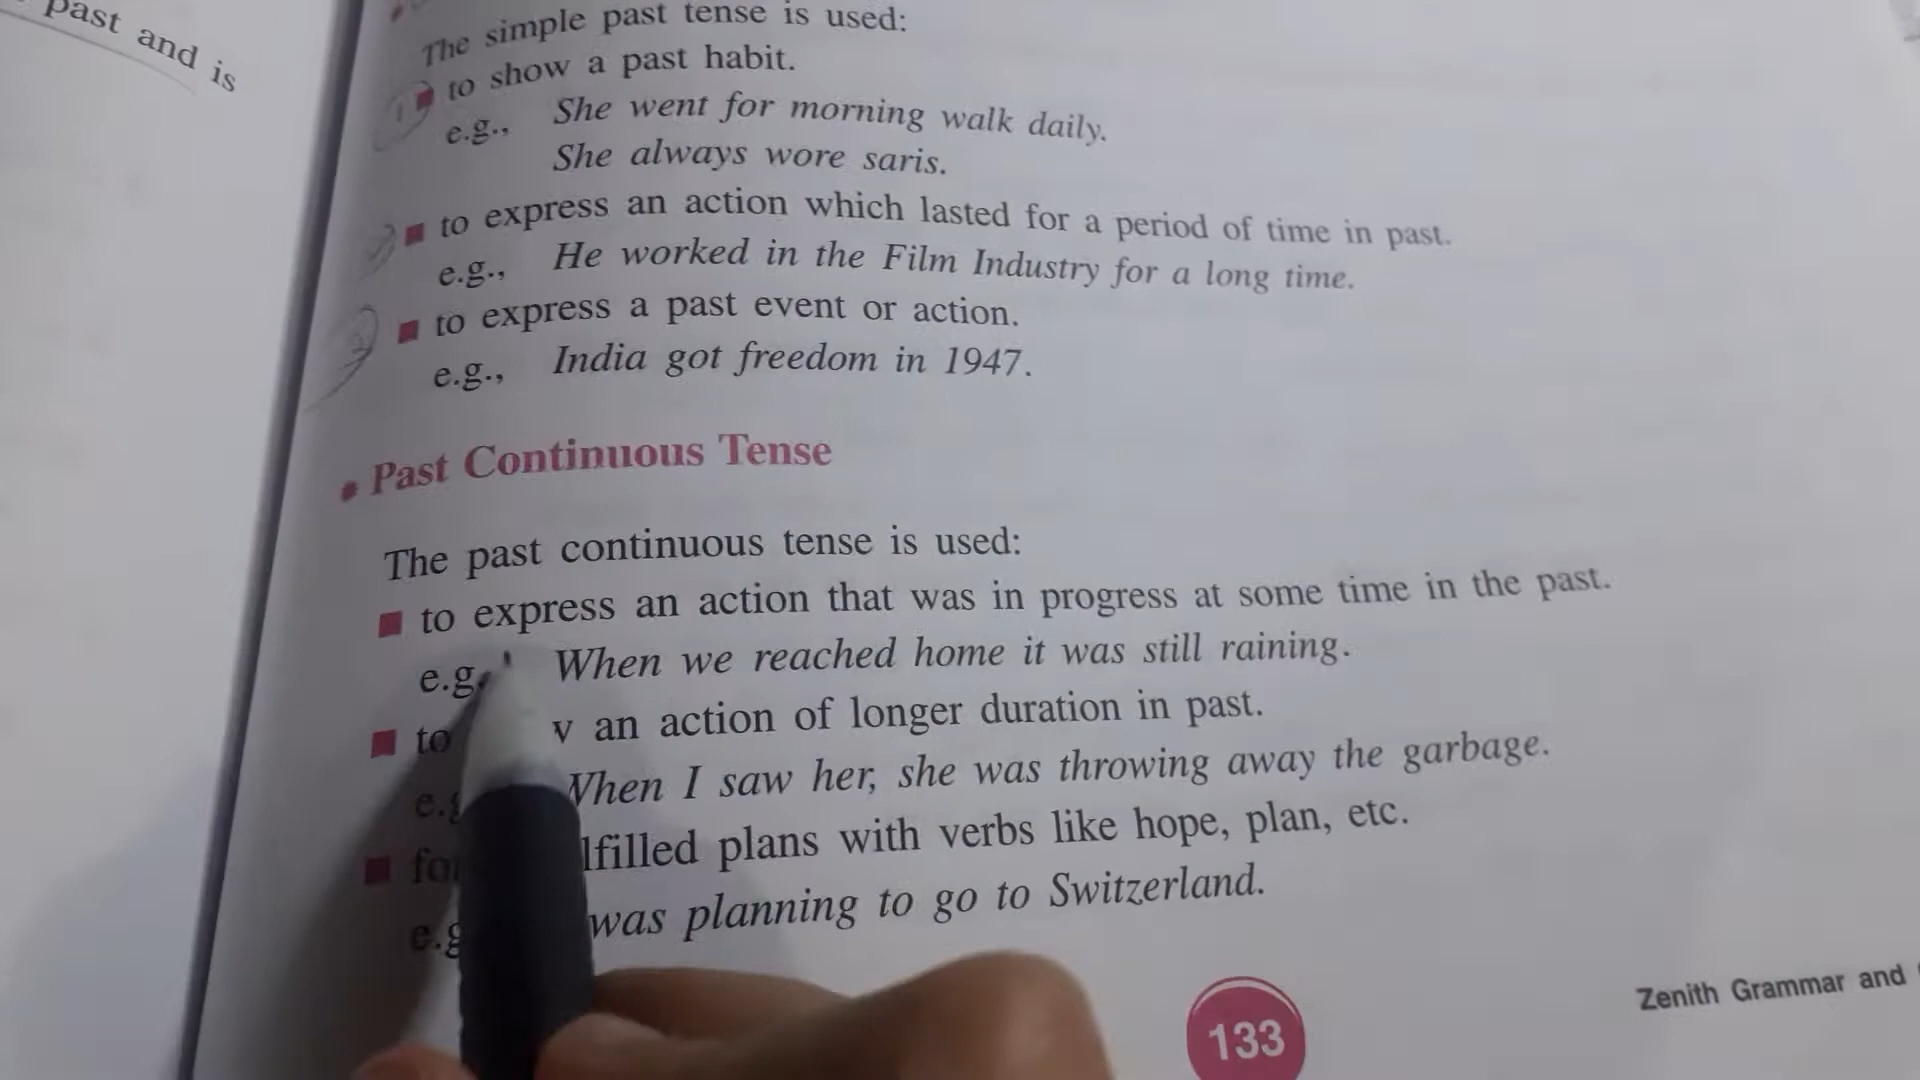 past and is
The simple past tense is used:
to show a past habit.
e.g., She went for morning walk daily.
She always wore saris.
to express an action which lasted for a period of time in past.
e.g., He worked in the Film Industry for a long time.
to express a past event or action.
e.g., India got freedom in 1947.
Past Continuous Tense
The past continuous tense is used:
to express an action that was in progress at some time in the past.
e.g. When we reached home it was still raining.
to an action of longer duration in past.
When I saw her, she was throwing away the garbage.
plans with verbs like hope, plan, etc.
was planning to go to Switzerland.
133
Zenith Grammar and